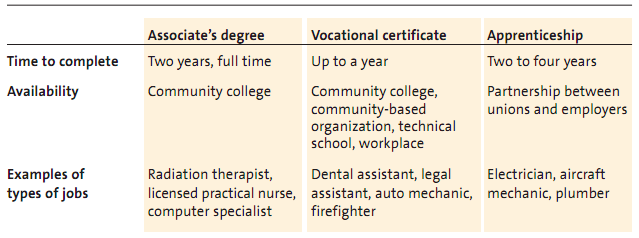 Associate's degree Vocational certificate Apprenticeship
Time to complete Two years, full time Up to a year Two to four years
Availability Community college Community college, Partnership between
community-based unions and employers
organization, technical
school, workplace
Examples of Radiation therapist, Dental assistant, legal Electrician, aircraft
types of jobs licensed practical nurse, assistant, auto mechanic, mechanic, plumber
computer specialist firefighter